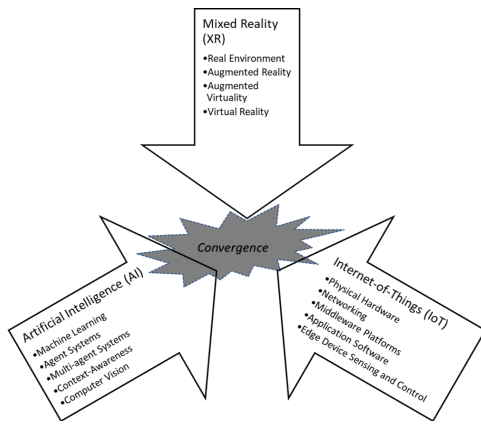 Mixed Reality
(XR)
•Real Environment
•Augmented Reality
•Augmented
Virtuality
•Virtual Reality
Convergence
Artificial Intelligence (AI)
•Machine Learning
•Agent Systems
•Multi-agent Systems
•Context-Awareness
•Computer Vision
Internet-of-Things (IoT)
•Physical Hardware
•Networking
•Middleware Platforms
•Application Software
•Edge Device Sensing and Control